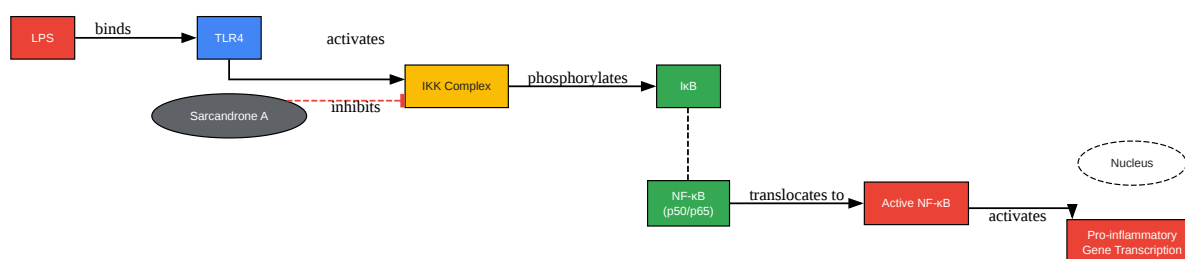 LPS
binds
TLR4
activates
IKK Complex
phosphorylates
IκB
Sarcandrone A
inhibits
Nucleus
NF-κB
(p50/p65)
translocates to
Active NF-κB
activates
Pro-inflammatory
Gene Transcription